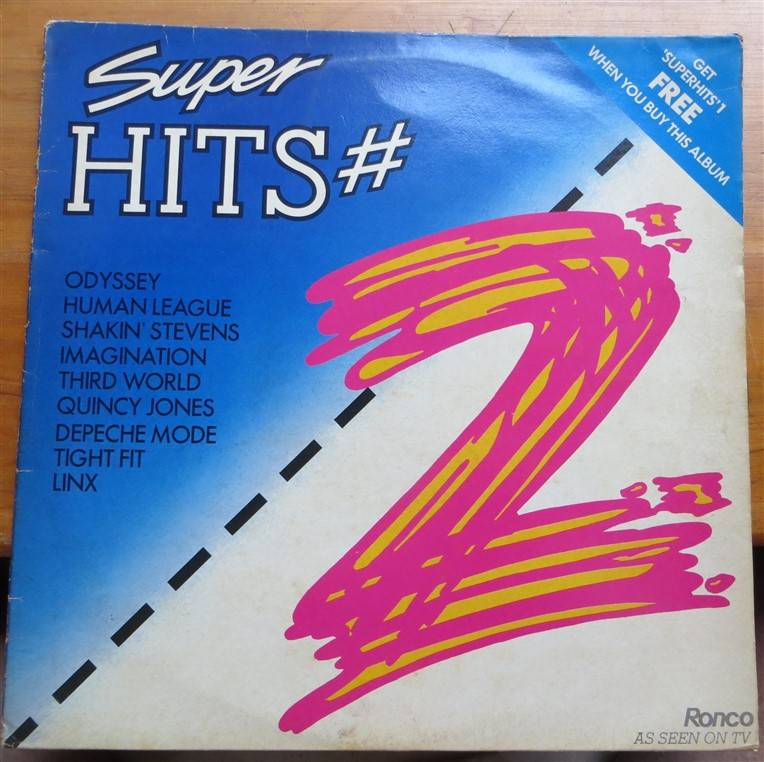 Super
HITS#
2
GET
'SUPERHITS'1
FREE
WHEN YOU BUY THIS ALBUM
ODYSSEY
HUMAN LEAGUE
SHAKIN' STEVENS
IMAGINATION
THIRD WORLD
QUINCY JONES
DEPECHE MODE
TIGHT FIT
LINX
Ronco
AS SEEN ON TV